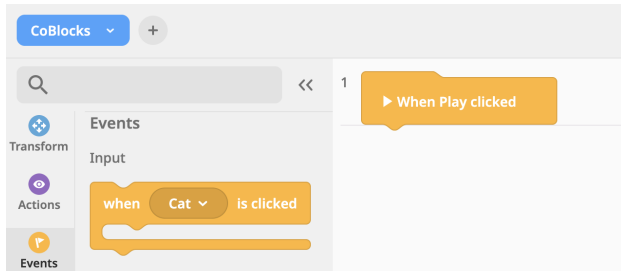 CoBlocks
1
When Play clicked
Events
Input
Transform
Actions
Events
when Cat is clicked